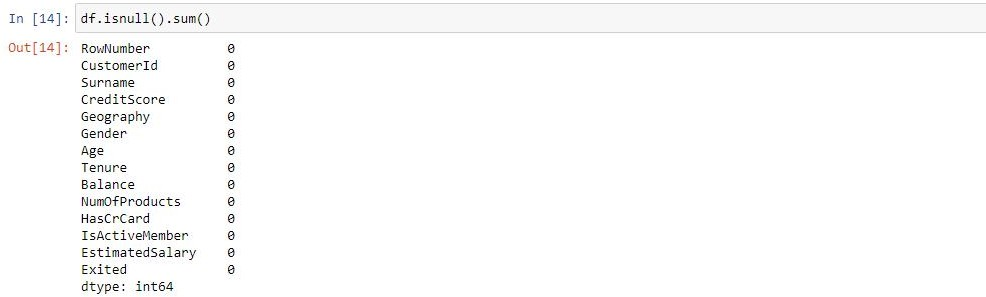 In [14]: df.isnull().sum()
Out[14]: RowNumber 0
CustomerId 0
Surname 0
CreditScore 0
Geography 0
Gender 0
Age 0
Tenure 0
Balance 0
NumOfProducts 0
HasCrCard 0
IsActiveMember 0
EstimatedSalary 0
Exited 0
dtype: int64